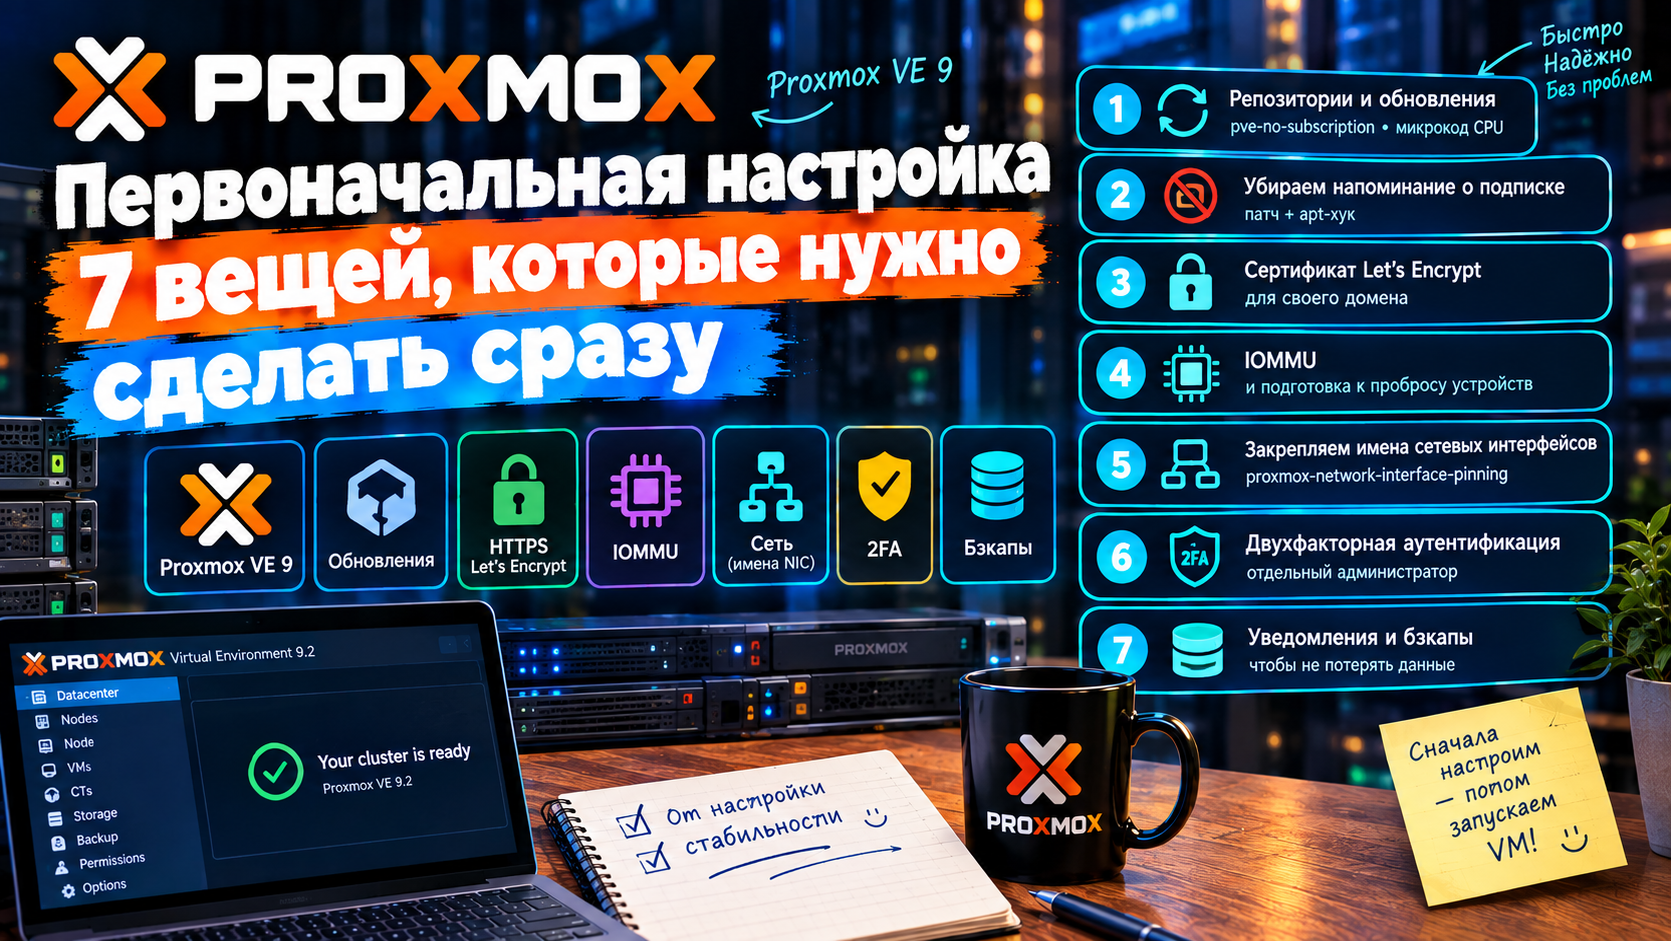 PROXMOX
Proxmox VE 9
Первоначальная настройка
7 вещей, которые нужно
сделать сразу
Proxmox VE 9
Обновления
HTTPS
Let's Encrypt
IOMMU
Сеть
(имена NIC)
2FA
Бэкапы
Быстро
Надёжно
Без проблем
1
Репозитории и обновления
pve-no-subscription • микрокод CPU
2
Убираем напоминание о подписке
патч + apt-хук
3
Сертификат Let's Encrypt
для своего домена
4
IOMMU
и подготовка к пробросу устройств
5
Закрепляем имена сетевых интерфейсов
proxmox-network-interface-pinning
6
2FA
Двухфакторная аутентификация
отдельный администратор
7
Уведомления и бэкапы
чтобы не потерять данные
PROXMOX Virtual Environment 9.2
Datacenter
Nodes
Node
VMs
CTs
Storage
Backup
Permissions
Options
Your cluster is ready
Proxmox VE 9.2
PROXMOX
От настройки
стабильности
PROXMOX
Сначала
настроим
— потом
запускаем
VM!